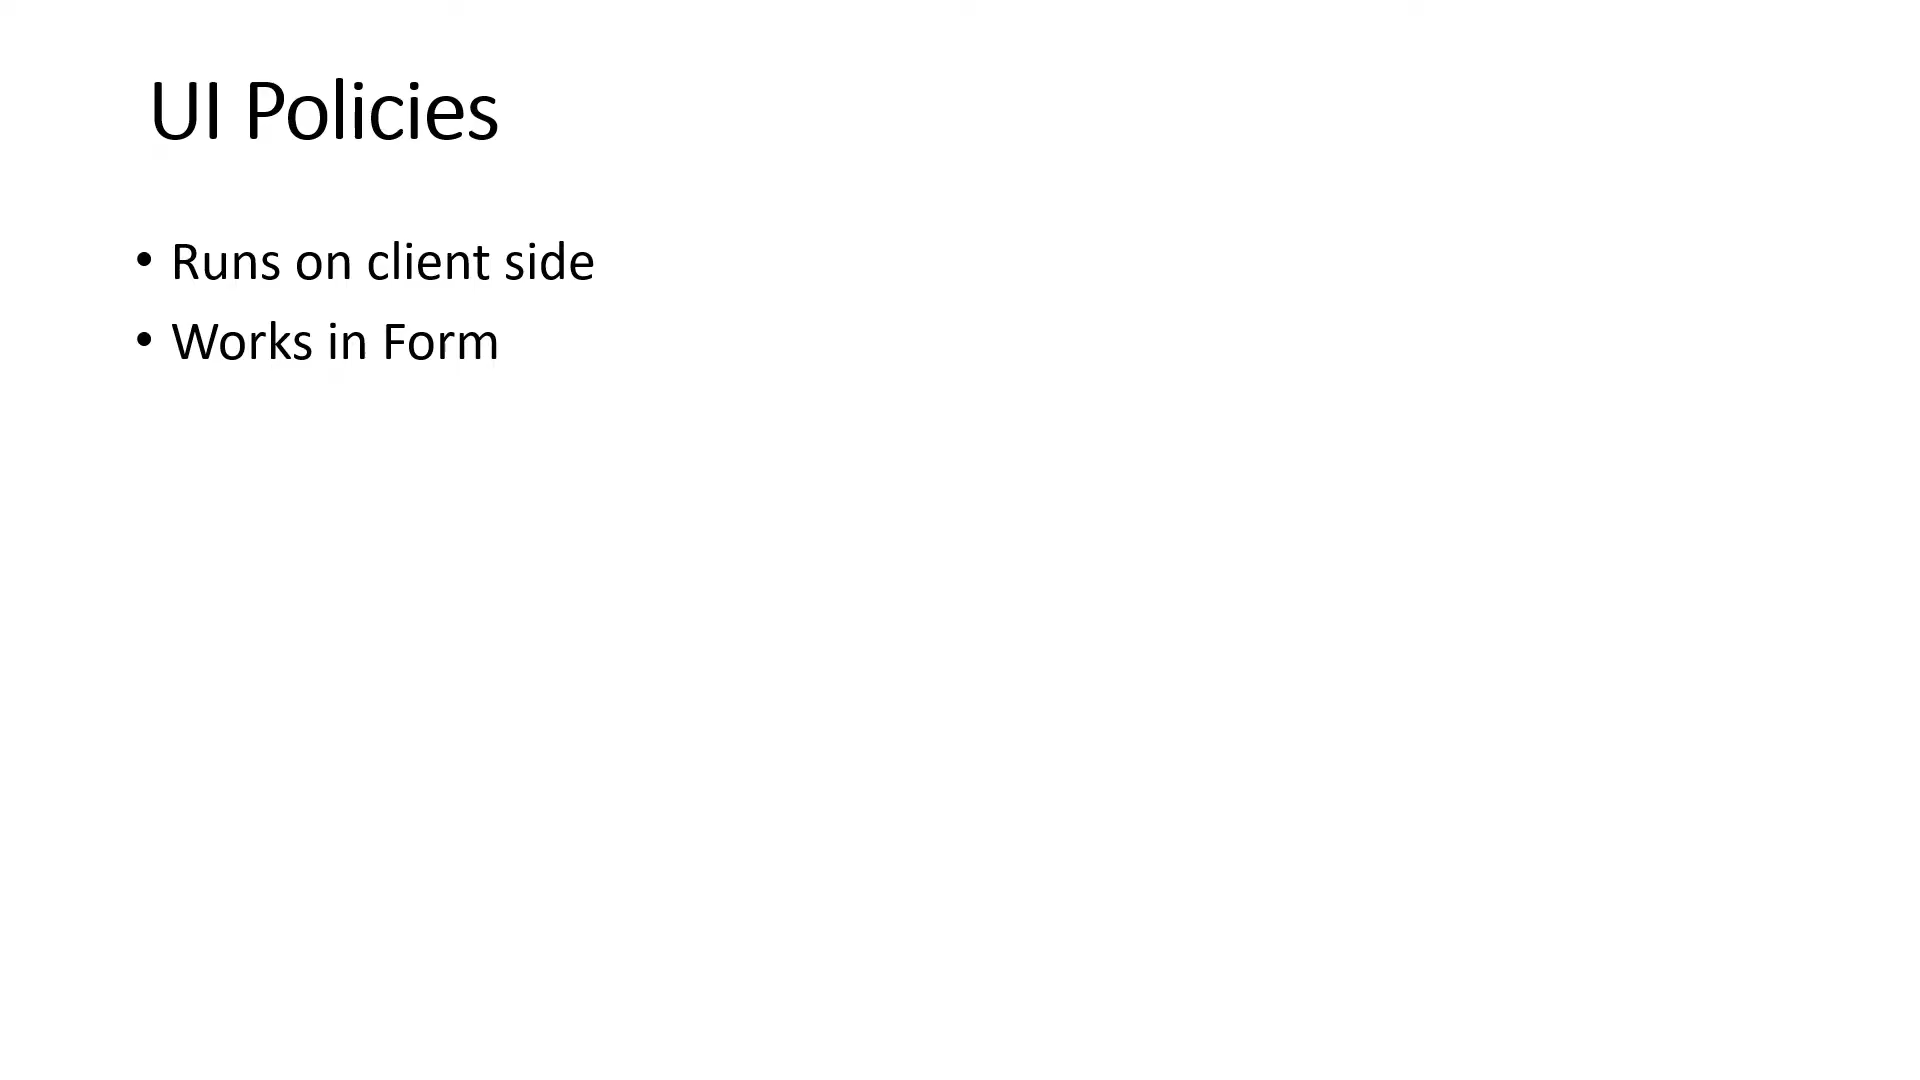 UI Policies
• Runs on client side
• Works in Form